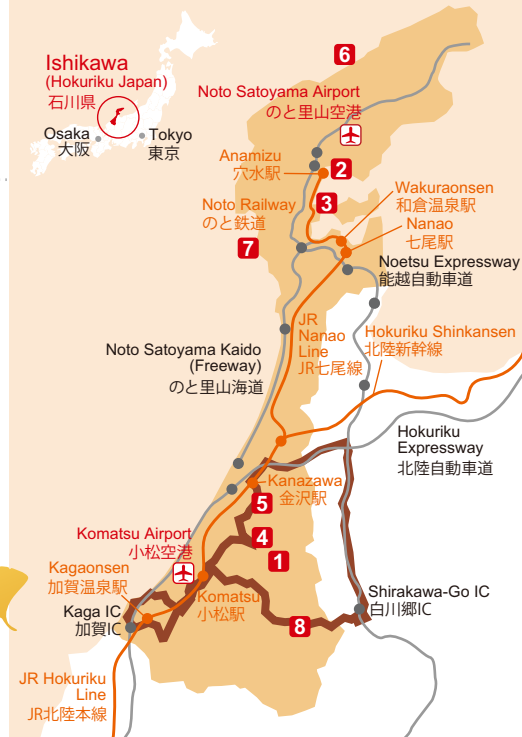 Ishikawa
(Hokuriku Japan)
石川県
Osaka
大阪
Tokyo
東京
6
Noto Satoyama Airport
のと里山空港
Anamizu
穴水駅
2
Noto Railway
のと鉄道
3
Wakuraonsen
和倉温泉駅
Nanao
七尾駅
7
Noetsu Expressway
能越自動車道
JR
Nanao
Line
JR七尾線
Hokuriku Shinkansen
北陸新幹線
Noto Satoyama Kaido
(Freeway)
のと里山海道
Hokuriku
Expressway
北陸自動車道
Kanazawa
金沢駅
5
4
1
Komatsu Airport
小松空港
Kagaonsen
加賀温泉駅
Komatsu
小松駅
Kaga IC
加賀IC
Shirakawa-Go IC
白川郷IC
8
JR Hokuriku
Line
JR北陸本線